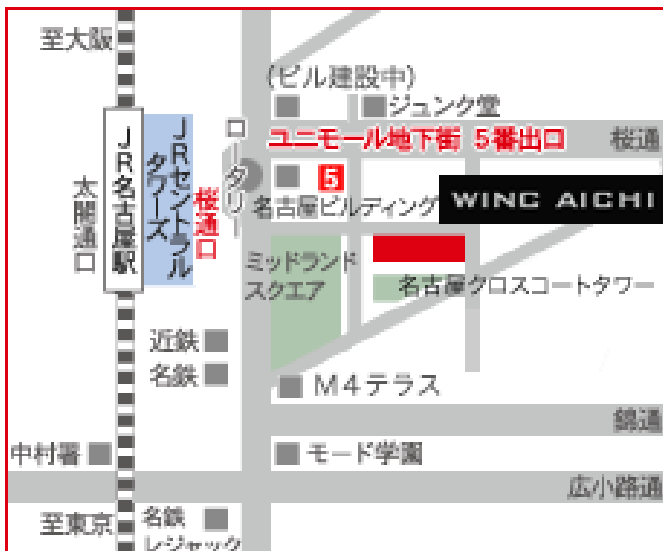 至大阪
(ビル建設中)
ジュンク堂
ユニモール地下街 5番出口
桜通
JR名古屋駅
JRセントラル
タワーズ
ロータリー
桜通口
太閤通口
5
名古屋ビルディング
WINC AICHI
ミッドランド
スクエア
名古屋クロスコートタワー
近鉄
名鉄
M4テラス
錦通
中村署
モード学園
広小路通
至東京
名鉄
レジャック